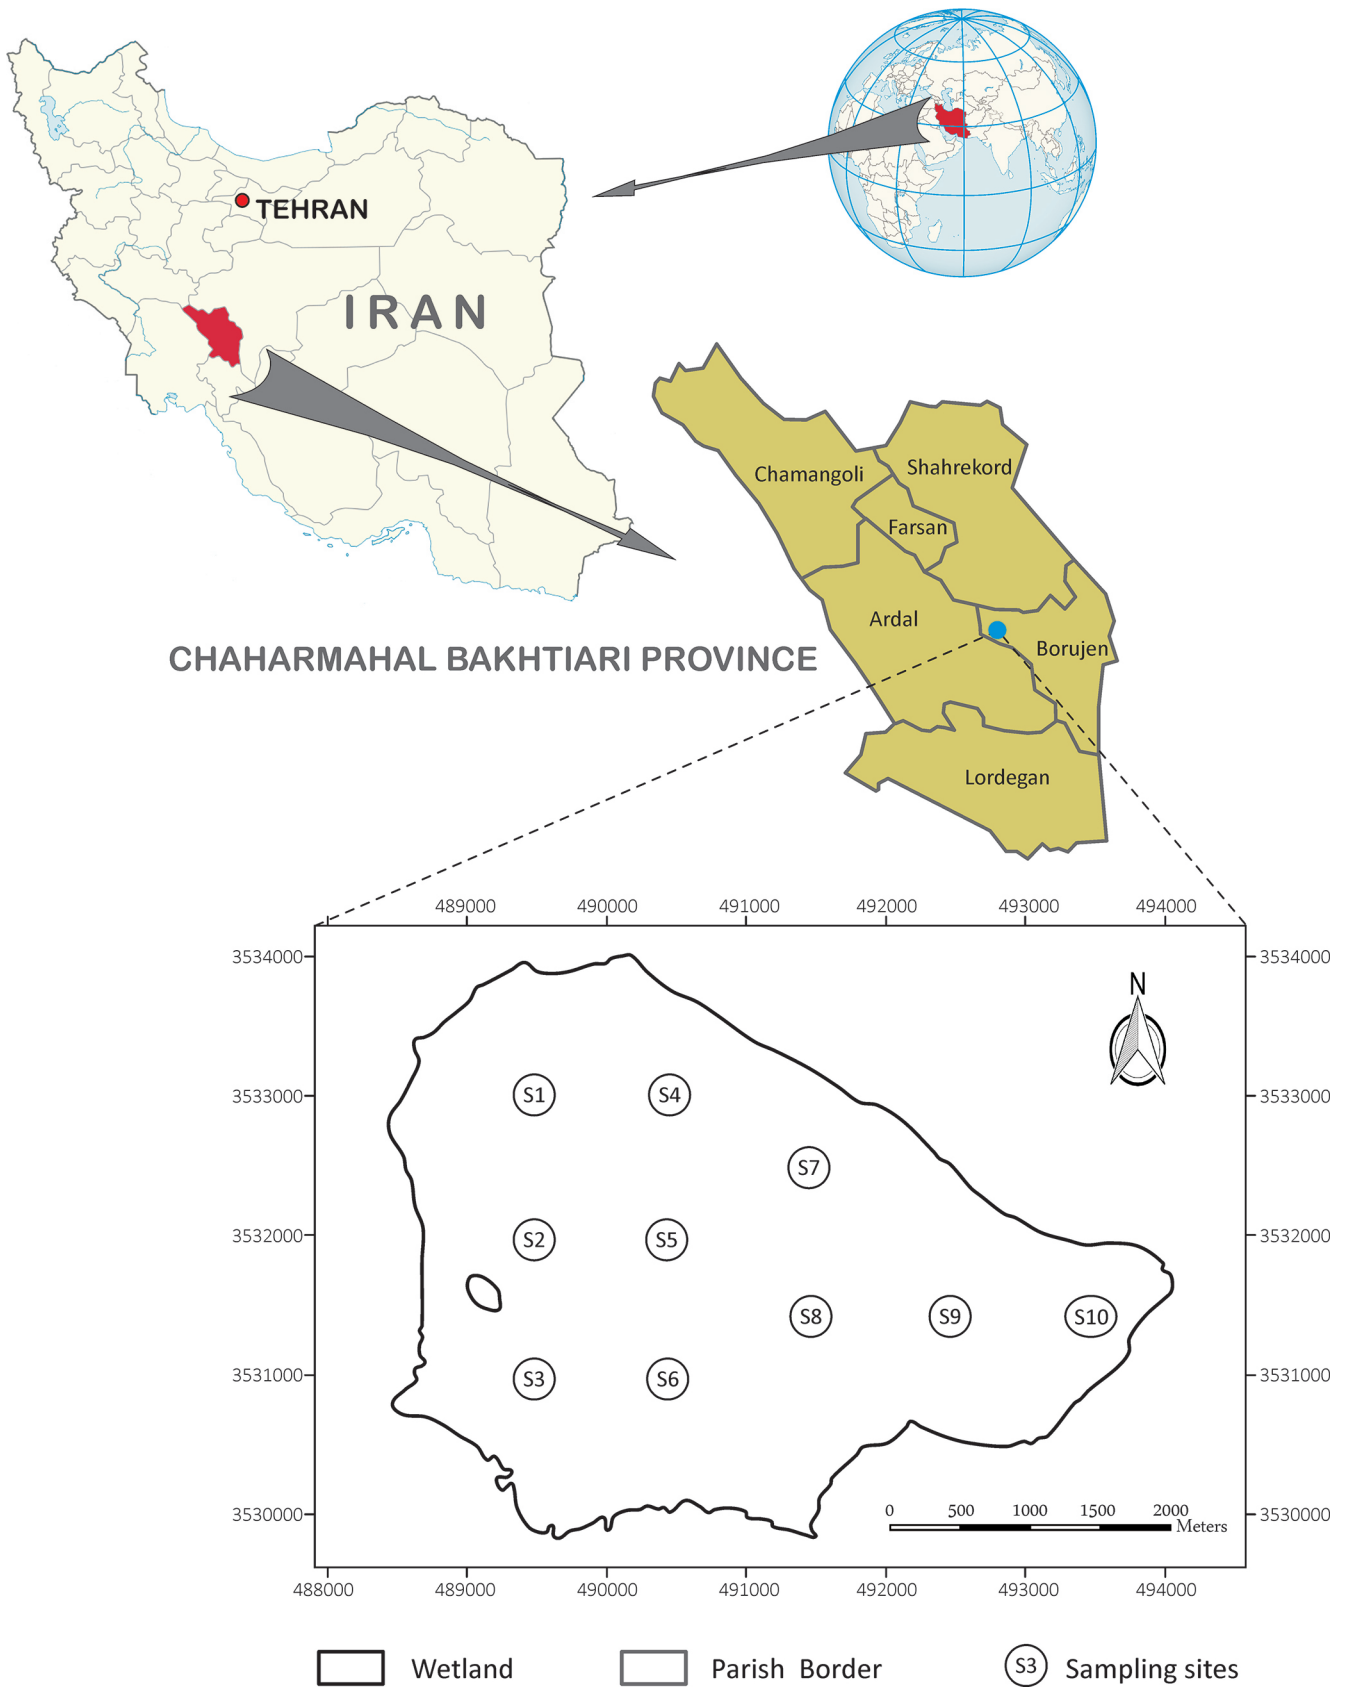 TEHRAN
IRAN
Chamangoli
Shahrekord
Farsan
Ardal
Borujen
CHAHARMAHAL BAKHTIARI PROVINCE
Lordegan
489000 490000 491000 492000 493000 494000
3534000 3534000
N
3533000 S1 S4 3533000
S7
3532000 S2 S5 3532000
S8 S9 S10
3531000 S3 S6 3531000
0 500 1000 1500 2000
3530000 Meters 3530000
488000 489000 490000 491000 492000 493000 494000
Wetland Parish Border S3 Sampling sites